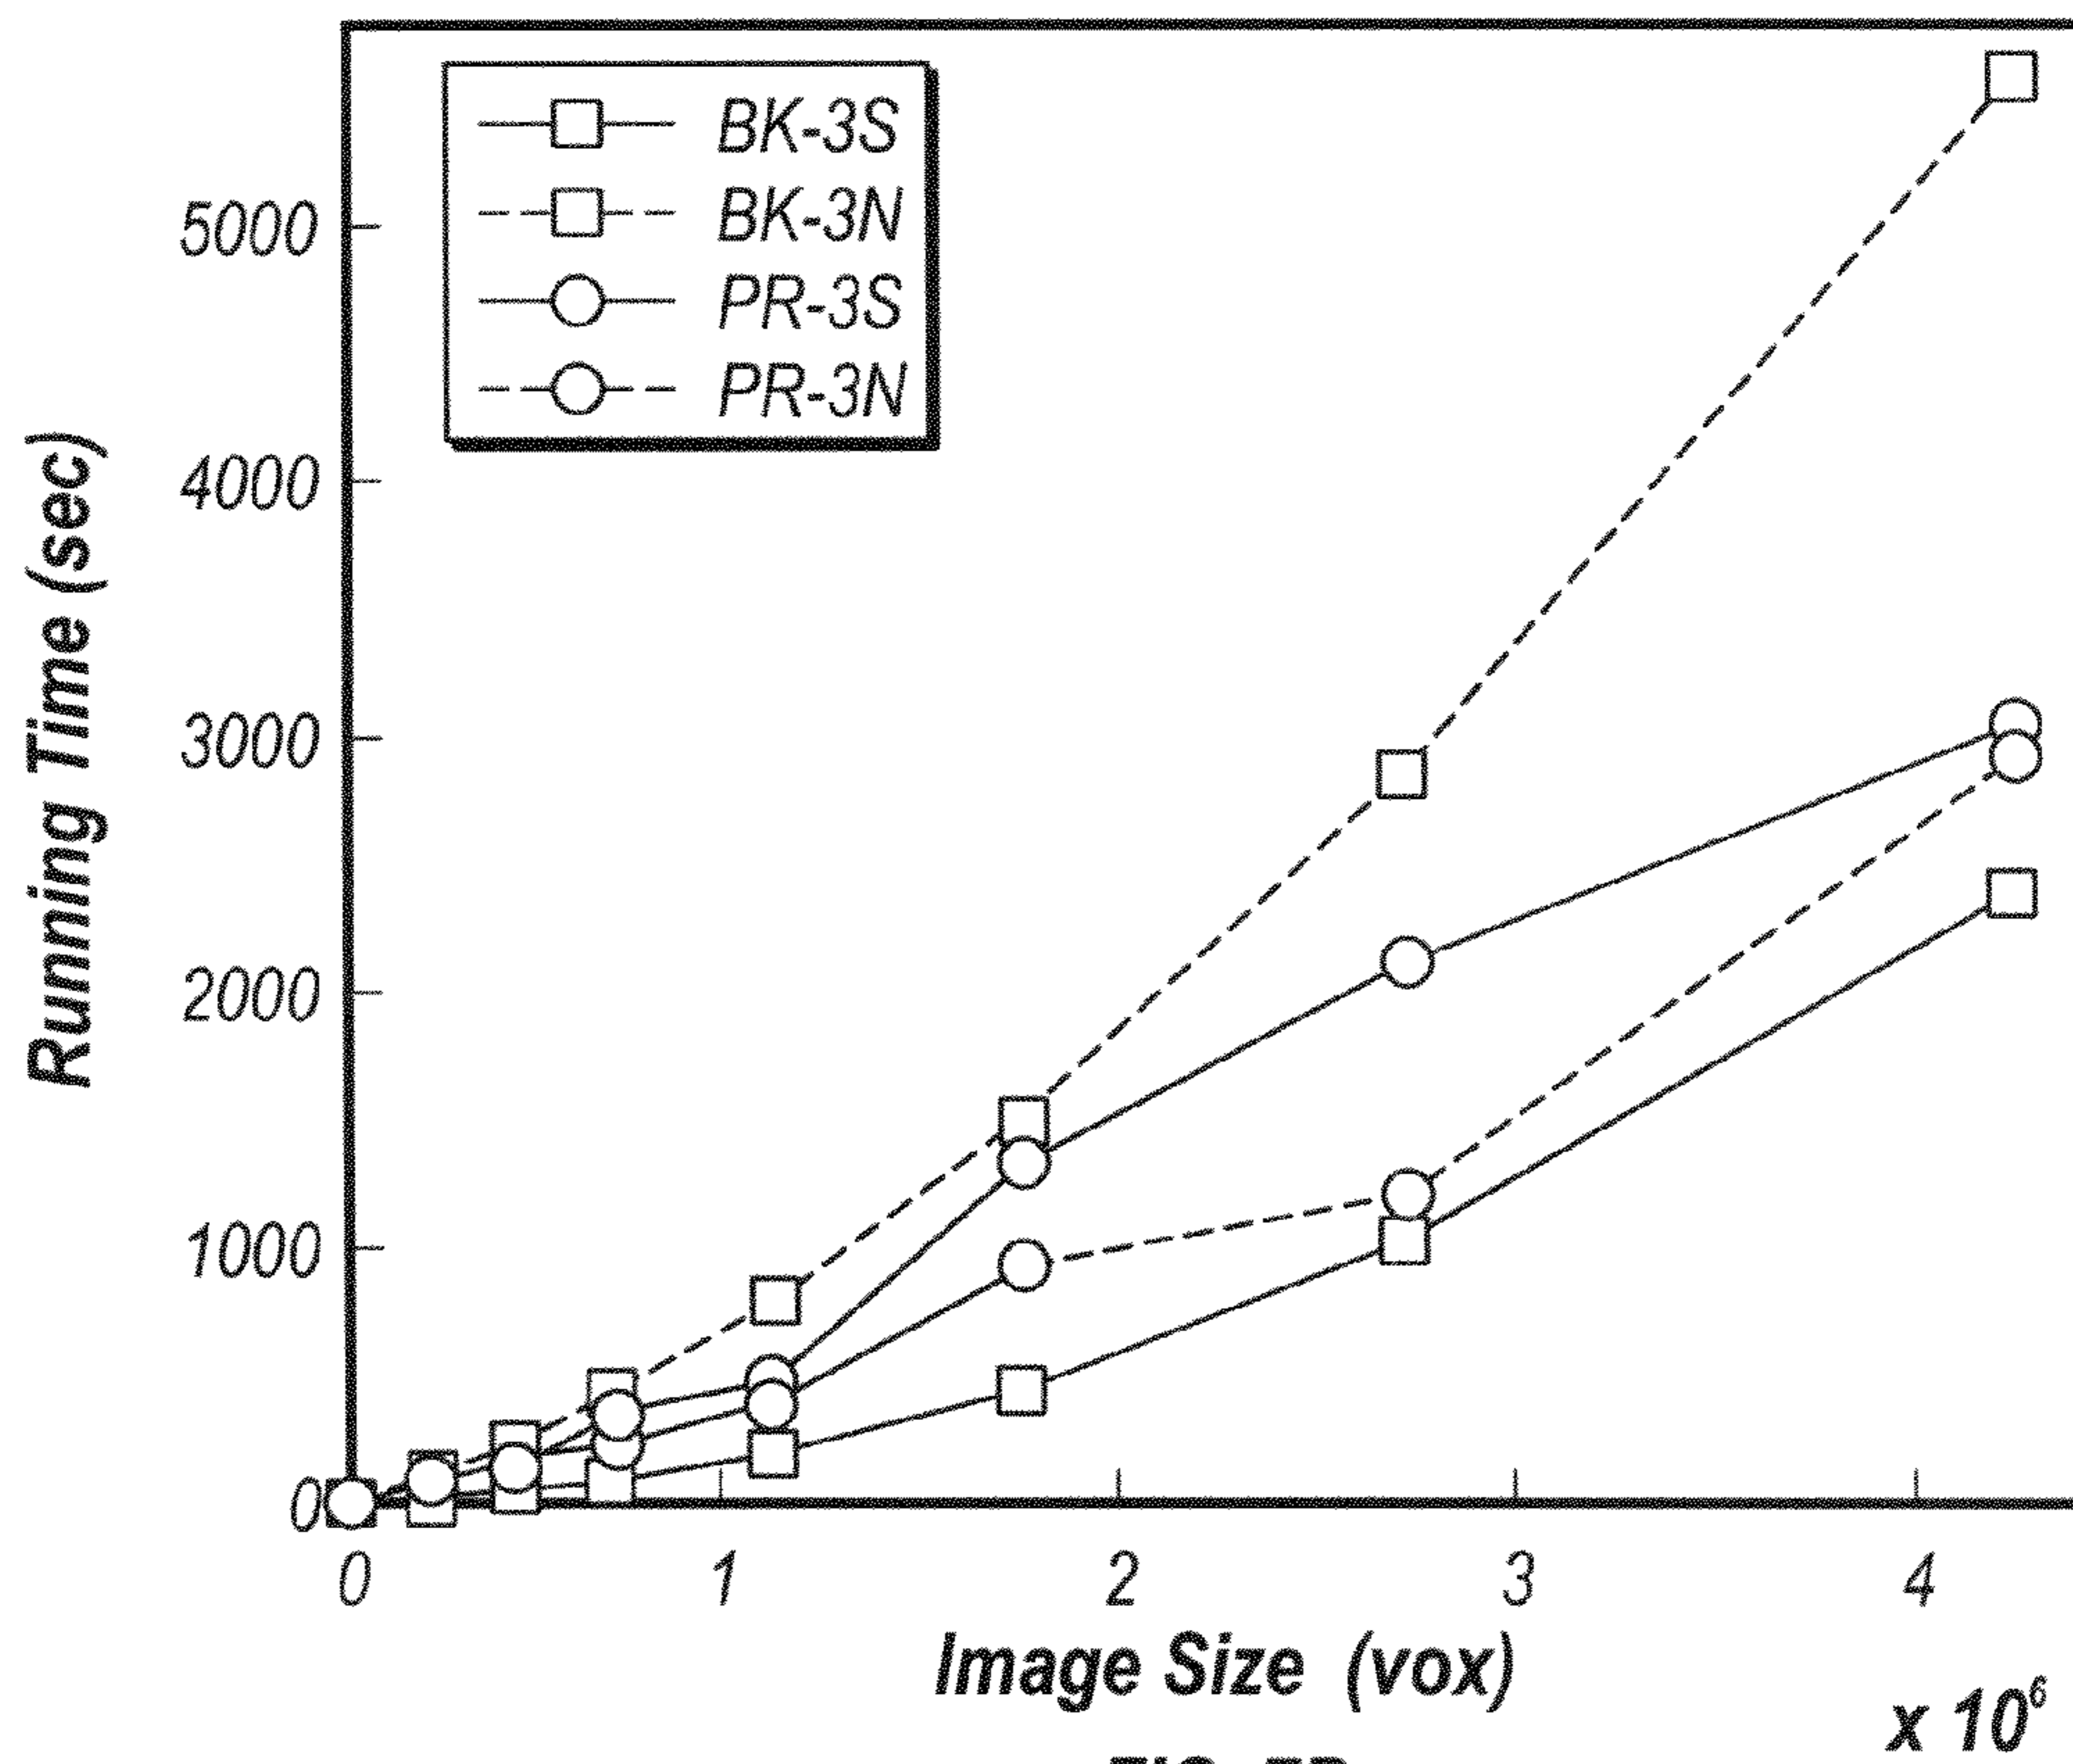 BK-3S
BK-3N
PR-3S
PR-3N
5000
4000
3000
2000
1000
0
Running Time (sec)
0 1 2 3 4
Image Size (vox)
x 10⁶